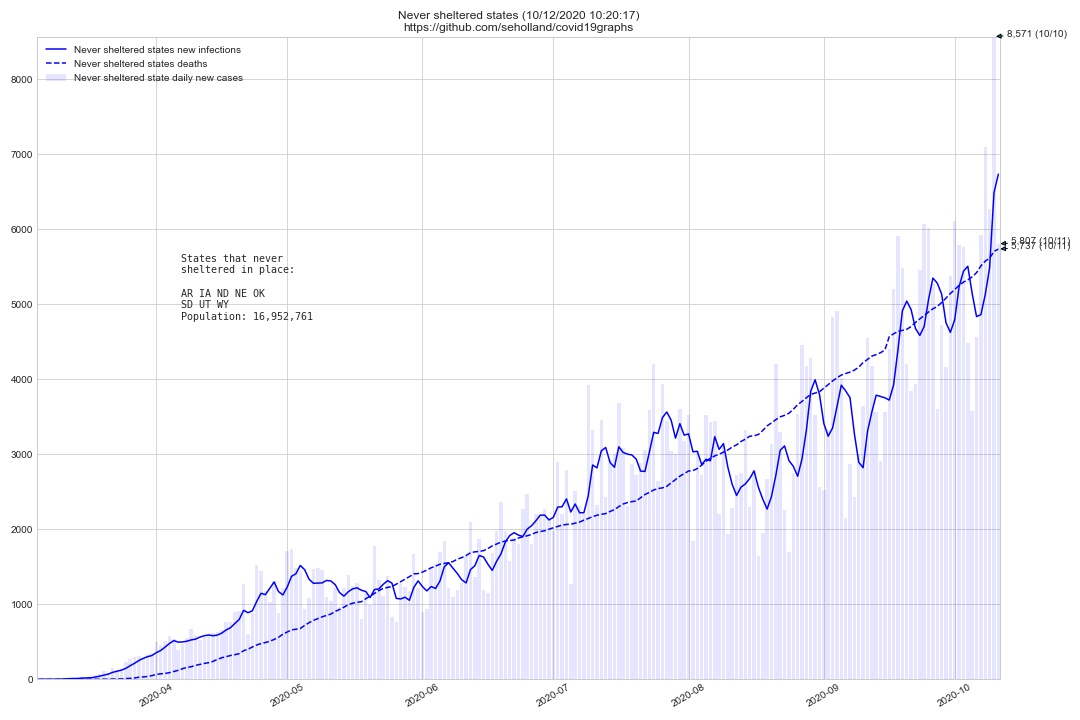 Never sheltered states (10/12/2020 10:20:17)
https://github.com/seholland/covid19graphs
8,571 (10/10)
Never sheltered states new infections
Never sheltered states deaths
Never sheltered state daily new cases
8000
7000
6000
5,807 (10/11)
5,737 (10/11)
States that never
sheltered in place:
AR IA ND NE OK
SD UT WY
Population: 16,952,761
5000
4000
3000
2000
1000
0
2020-04
2020-05
2020-06
2020-07
2020-08
2020-09
2020-10